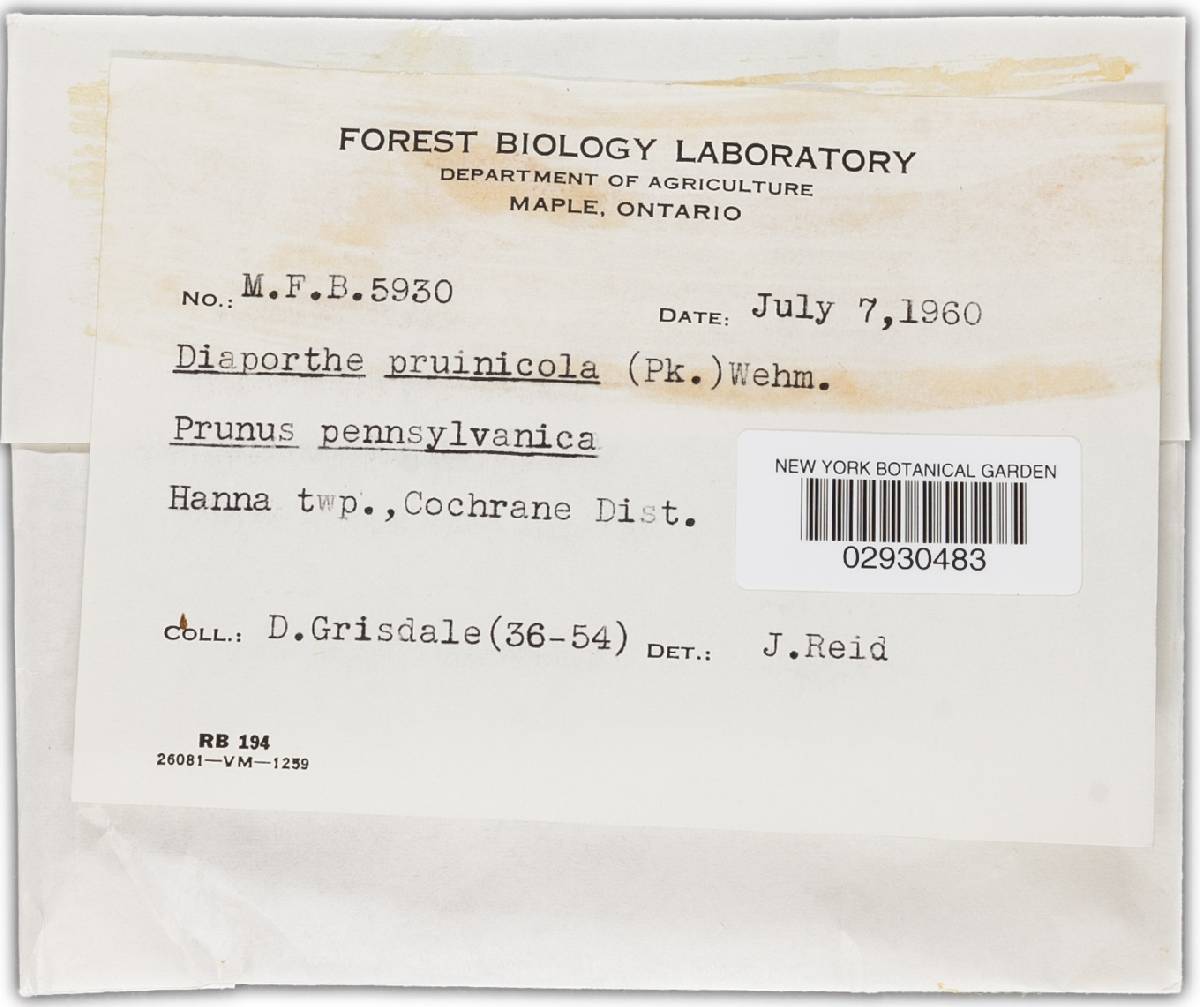 FOREST BIOLOGY LABORATORY
DEPARTMENT OF AGRICULTURE
MAPLE, ONTARIO
NO.: M.F.B.5930 DATE: July 7,1960
Diaporthe pruinicola (Pk.)Wehm.
Prunus pennsylvanica
Hanna twp.,Cochrane Dist.
NEW YORK BOTANICAL GARDEN
02930483
COLL.: D.Grisdale(36-54) DET.: J.Reid
RB 194
26081—VM—1259